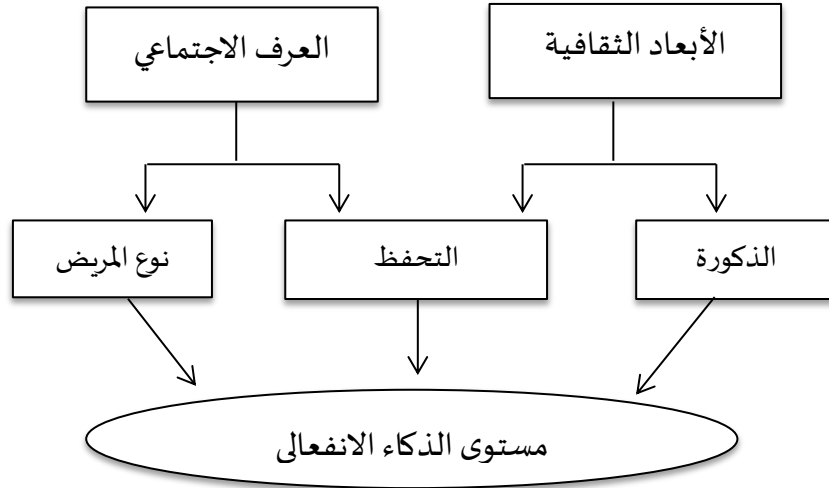 الأبعاد الثقافية
العرف الاجتماعي
الذكورة
التحفظ
نوع المريض
مستوى الذكاء الانفعالى